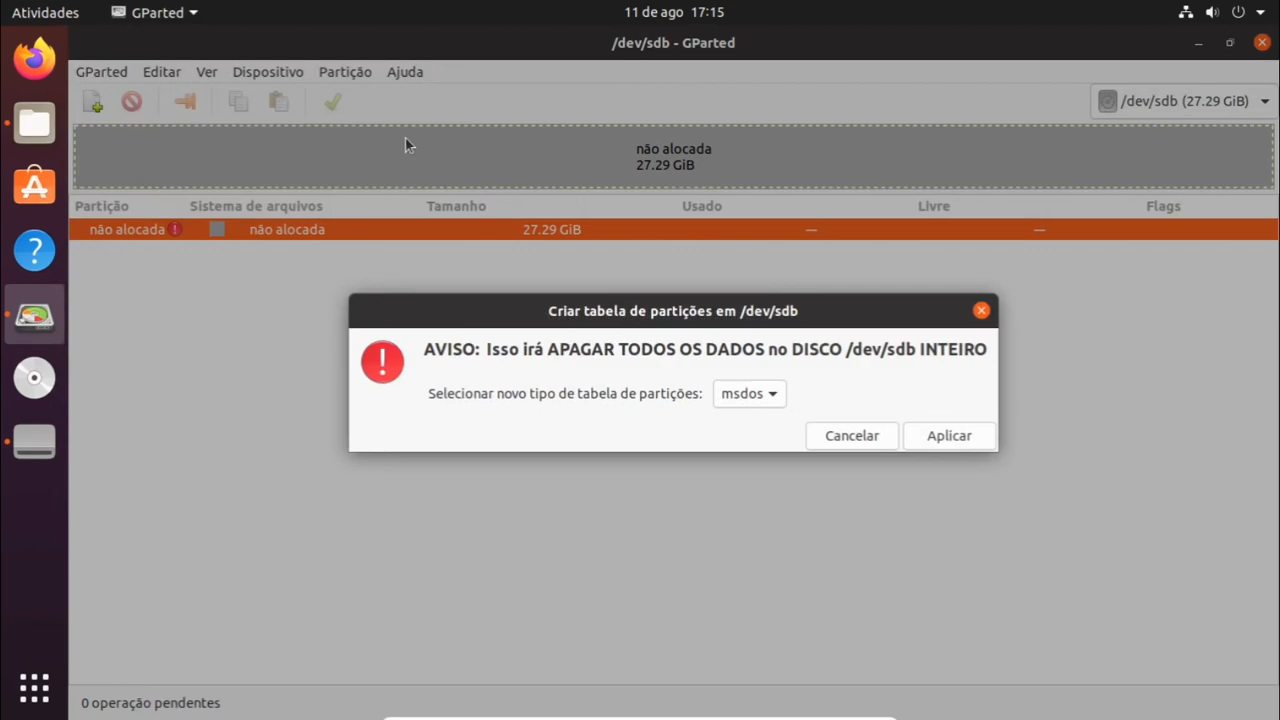 Atividades GParted 11 de ago 17:15
/dev/sdb - GParted
GParted Editar Ver Dispositivo Partição Ajuda
/dev/sdb (27.29 GiB)
não alocada
27.29 GiB
Partição Sistema de arquivos Tamanho Usado Livre Flags
não alocada não alocada 27.29 GiB — —
Criar tabela de partições em /dev/sdb
AVISO: Isso irá APAGAR TODOS OS DADOS no DISCO /dev/sdb INTEIRO
Selecionar novo tipo de tabela de partições: msdos
Cancelar Aplicar
0 operação pendentes